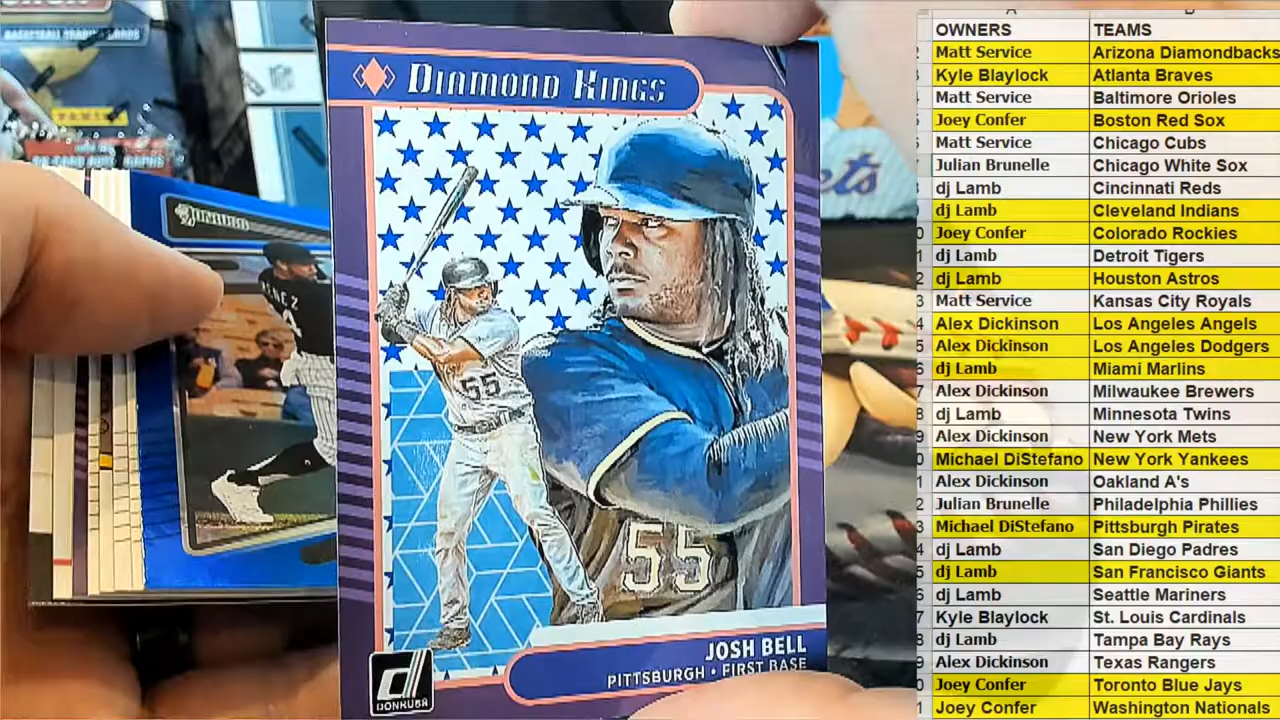 BASEBALL TRADING CARDS
DONRUSS
DIAMOND KINGS
55
55
JOSH BELL
PITTSBURGH • FIRST BASE
DONRUSS
OWNERS TEAMS
Matt Service Arizona Diamondbacks
Kyle Blaylock Atlanta Braves
Matt Service Baltimore Orioles
Joey Confer Boston Red Sox
Matt Service Chicago Cubs
Julian Brunelle Chicago White Sox
dj Lamb Cincinnati Reds
dj Lamb Cleveland Indians
Joey Confer Colorado Rockies
dj Lamb Detroit Tigers
dj Lamb Houston Astros
Matt Service Kansas City Royals
Alex Dickinson Los Angeles Angels
Alex Dickinson Los Angeles Dodgers
dj Lamb Miami Marlins
Alex Dickinson Milwaukee Brewers
dj Lamb Minnesota Twins
Alex Dickinson New York Mets
Michael DiStefano New York Yankees
Alex Dickinson Oakland A's
Julian Brunelle Philadelphia Phillies
Michael DiStefano Pittsburgh Pirates
dj Lamb San Diego Padres
dj Lamb San Francisco Giants
dj Lamb Seattle Mariners
Kyle Blaylock St. Louis Cardinals
dj Lamb Tampa Bay Rays
Alex Dickinson Texas Rangers
Joey Confer Toronto Blue Jays
Joey Confer Washington Nationals